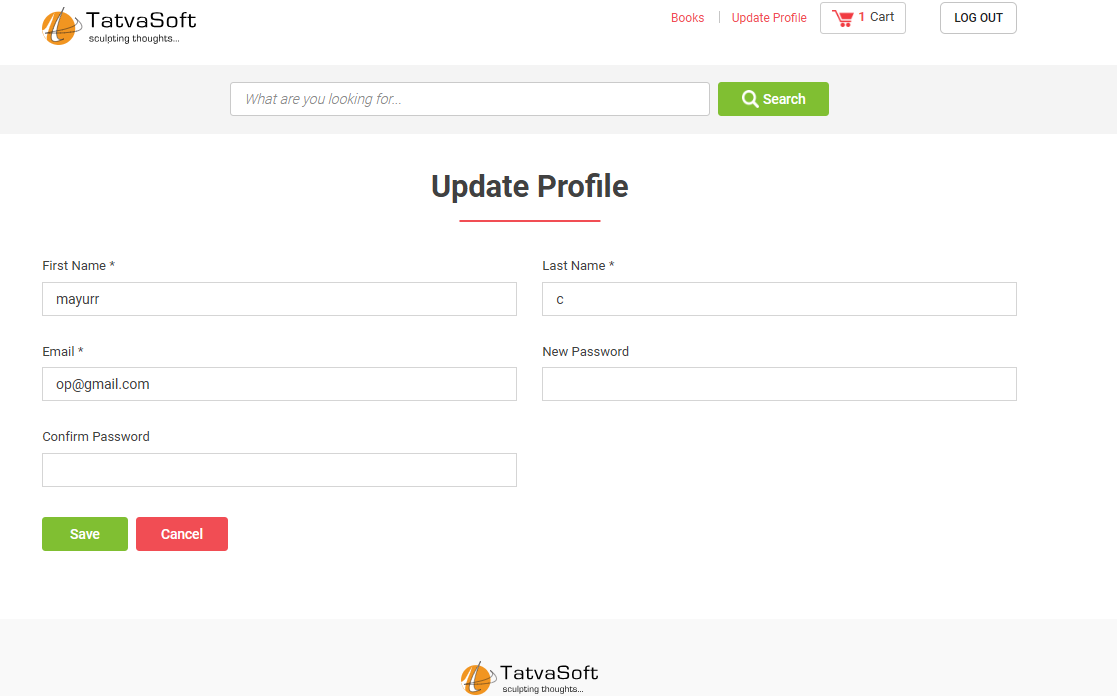 TatvaSoft
sculpting thoughts...
Books | Update Profile 1 Cart LOG OUT
What are you looking for... Search
Update Profile
First Name * Last Name *
mayurr c
Email * New Password
op@gmail.com
Confirm Password
Save Cancel
TatvaSoft
sculpting thoughts...